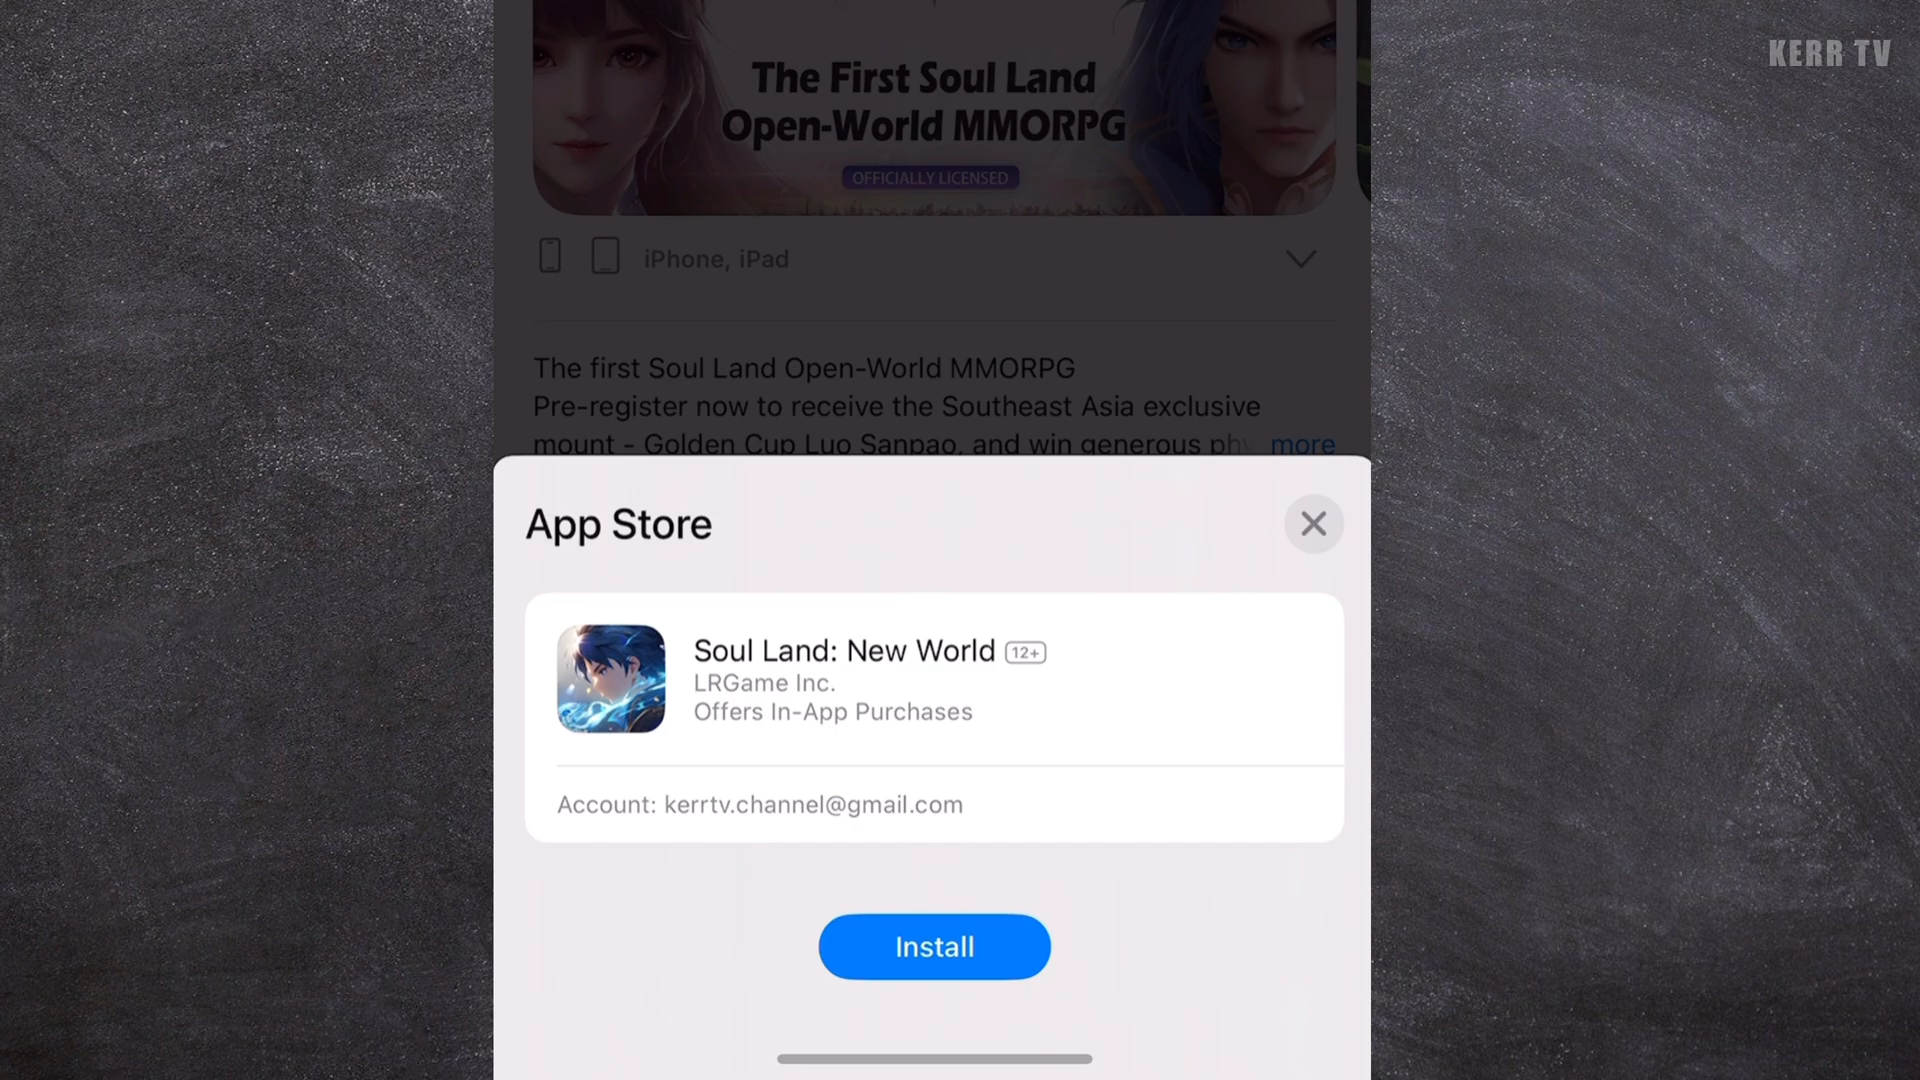 KERR TV
The First Soul Land
Open-World MMORPG
OFFICIALLY LICENSED
iPhone, iPad
The first Soul Land Open-World MMORPG
Pre-register now to receive the Southeast Asia exclusive
mount - Golden Cup Luo Sanpao, and win generous more
App Store
Soul Land: New World 12+
LRGame Inc.
Offers In-App Purchases
Account: kerrtv.channel@gmail.com
Install